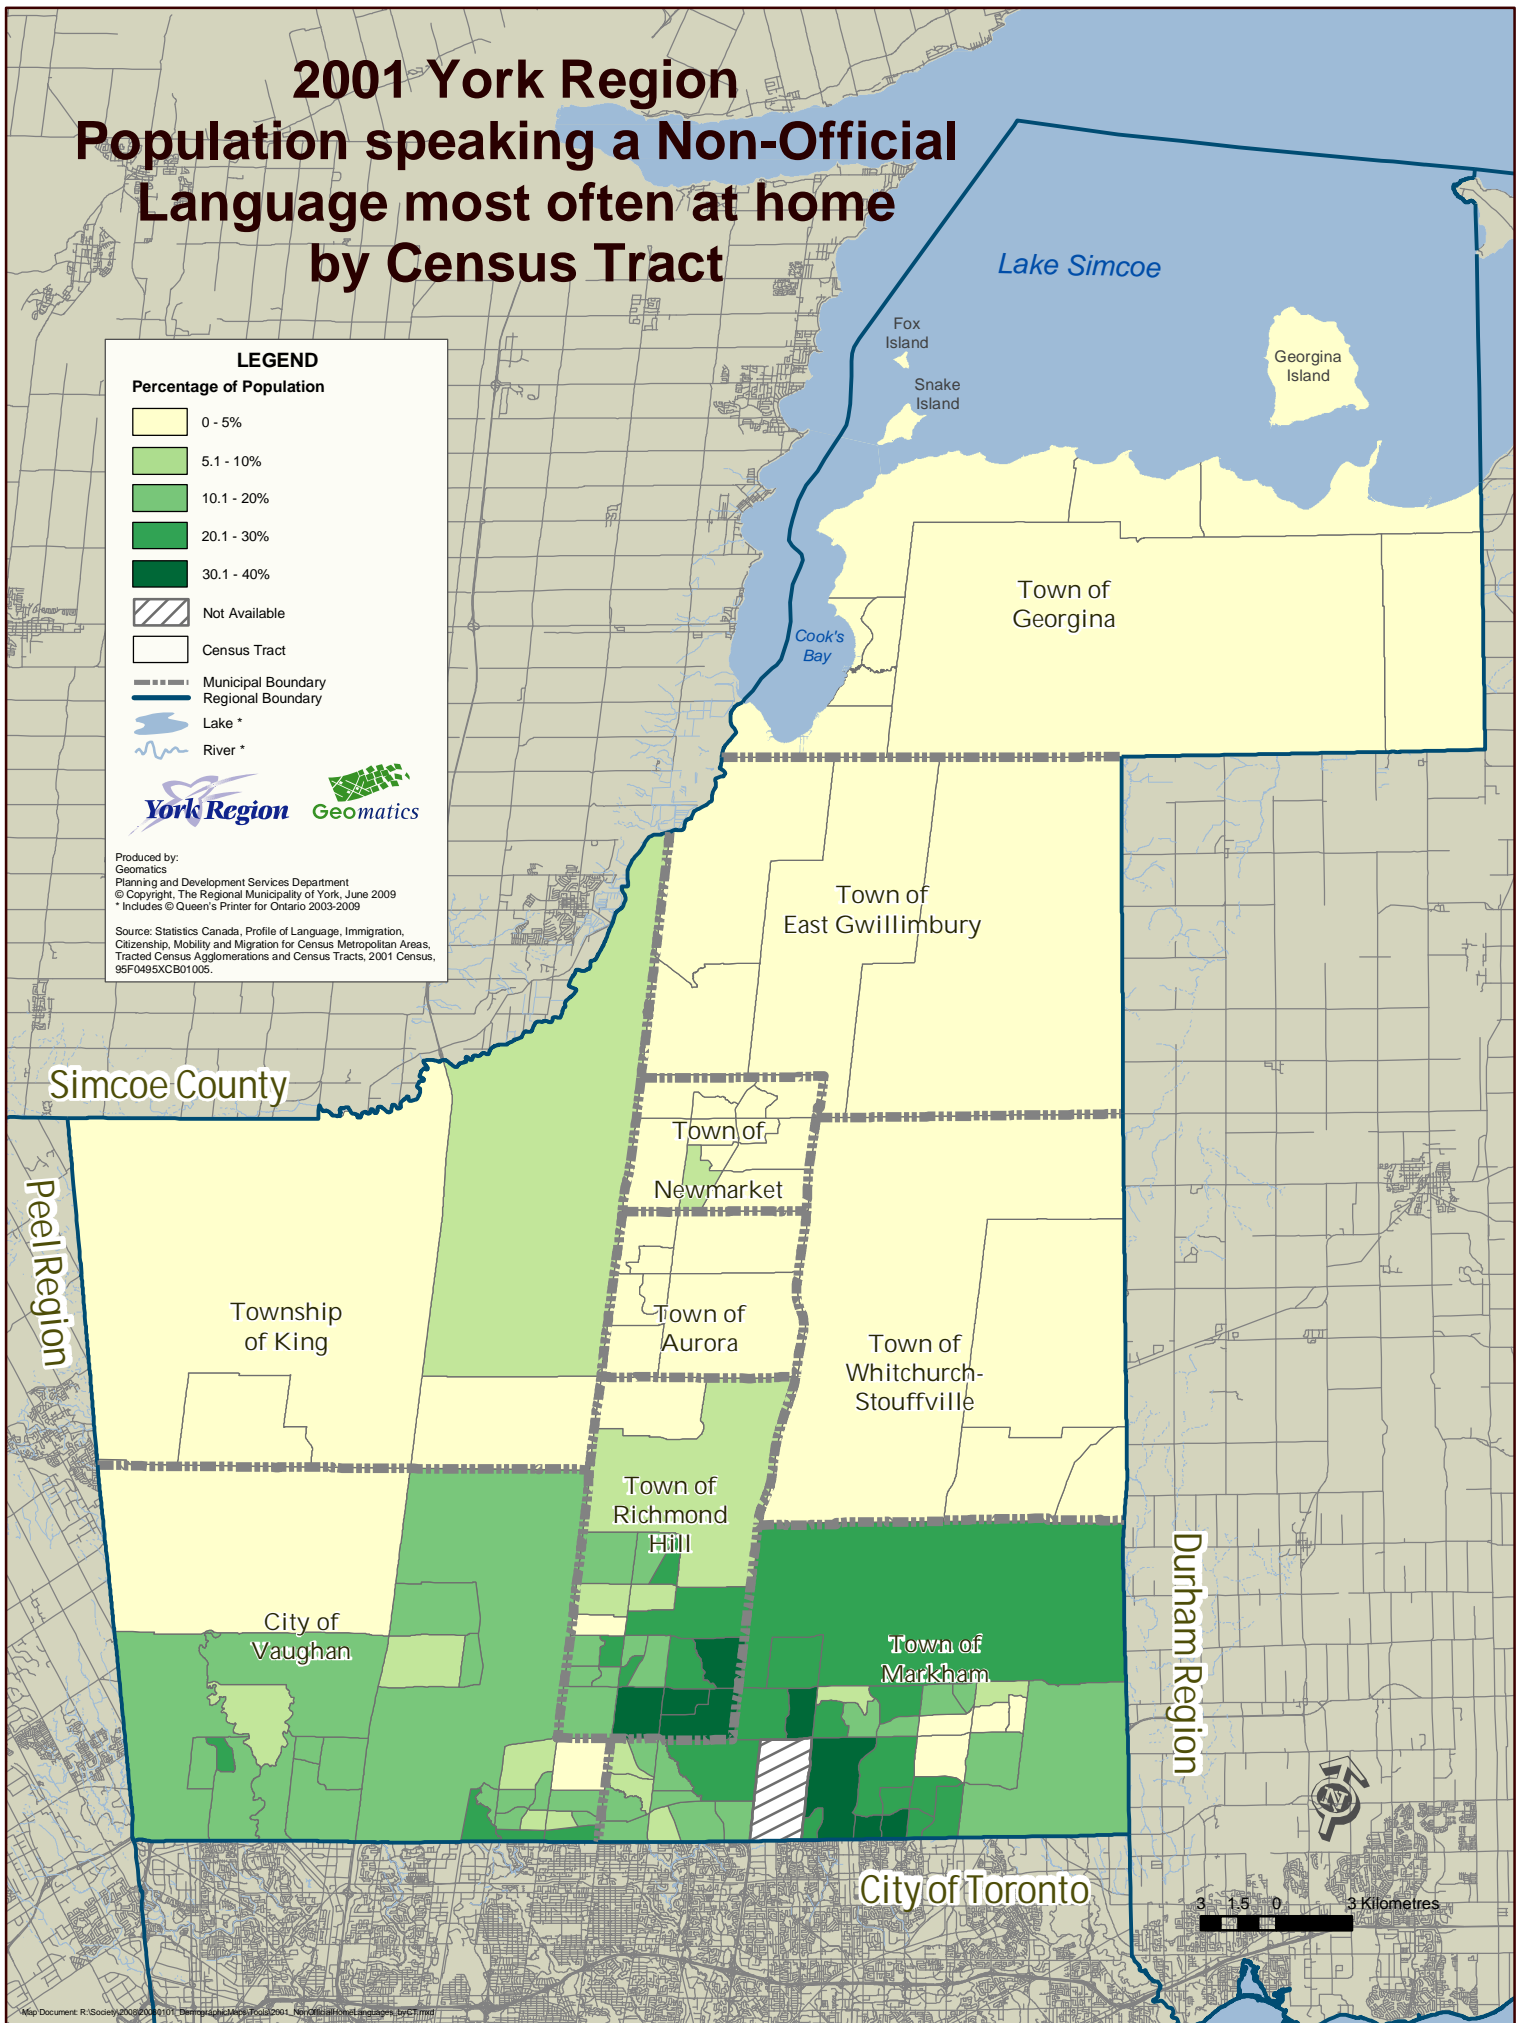 2001 York Region
Population speaking a Non-Official
Language most often at home
by Census Tract
Lake Simcoe
Fox
Island
Snake
Island
Georgina
Island
LEGEND
Percentage of Population
0 - 5%
5.1 - 10%
10.1 - 20%
20.1 - 30%
30.1 - 40%
Not Available
Census Tract
Municipal Boundary
Regional Boundary
Lake *
River *
York Region
Geomatics
Produced by:
Geomatics
Planning and Development Services Department
© Copyright, The Regional Municipality of York, June 2009
* Includes © Queen's Printer for Ontario 2003-2009
Source: Statistics Canada, Profile of Language, Immigration,
Citizenship, Mobility and Migration for Census Metropolitan Areas,
Tracted Census Agglomerations and Census Tracts, 2001 Census,
95F0495XCB01005.
Town of
Georgina
Cook's
Bay
Town of
East Gwillimbury
Simcoe County
Town of
Newmarket
Peel Region
Township
of King
Town of
Aurora
Town of
Whitchurch-
Stouffville
Town of
Richmond
Hill
City of
Vaughan
Town of
Markham
Durham Region
N
City of Toronto
3 1.5 0 3 Kilometres
Map Document: R:\Society\2008\20080101_DemographicMapsTools\2001_NonOfficialHomeLanguages_byCT.mxd